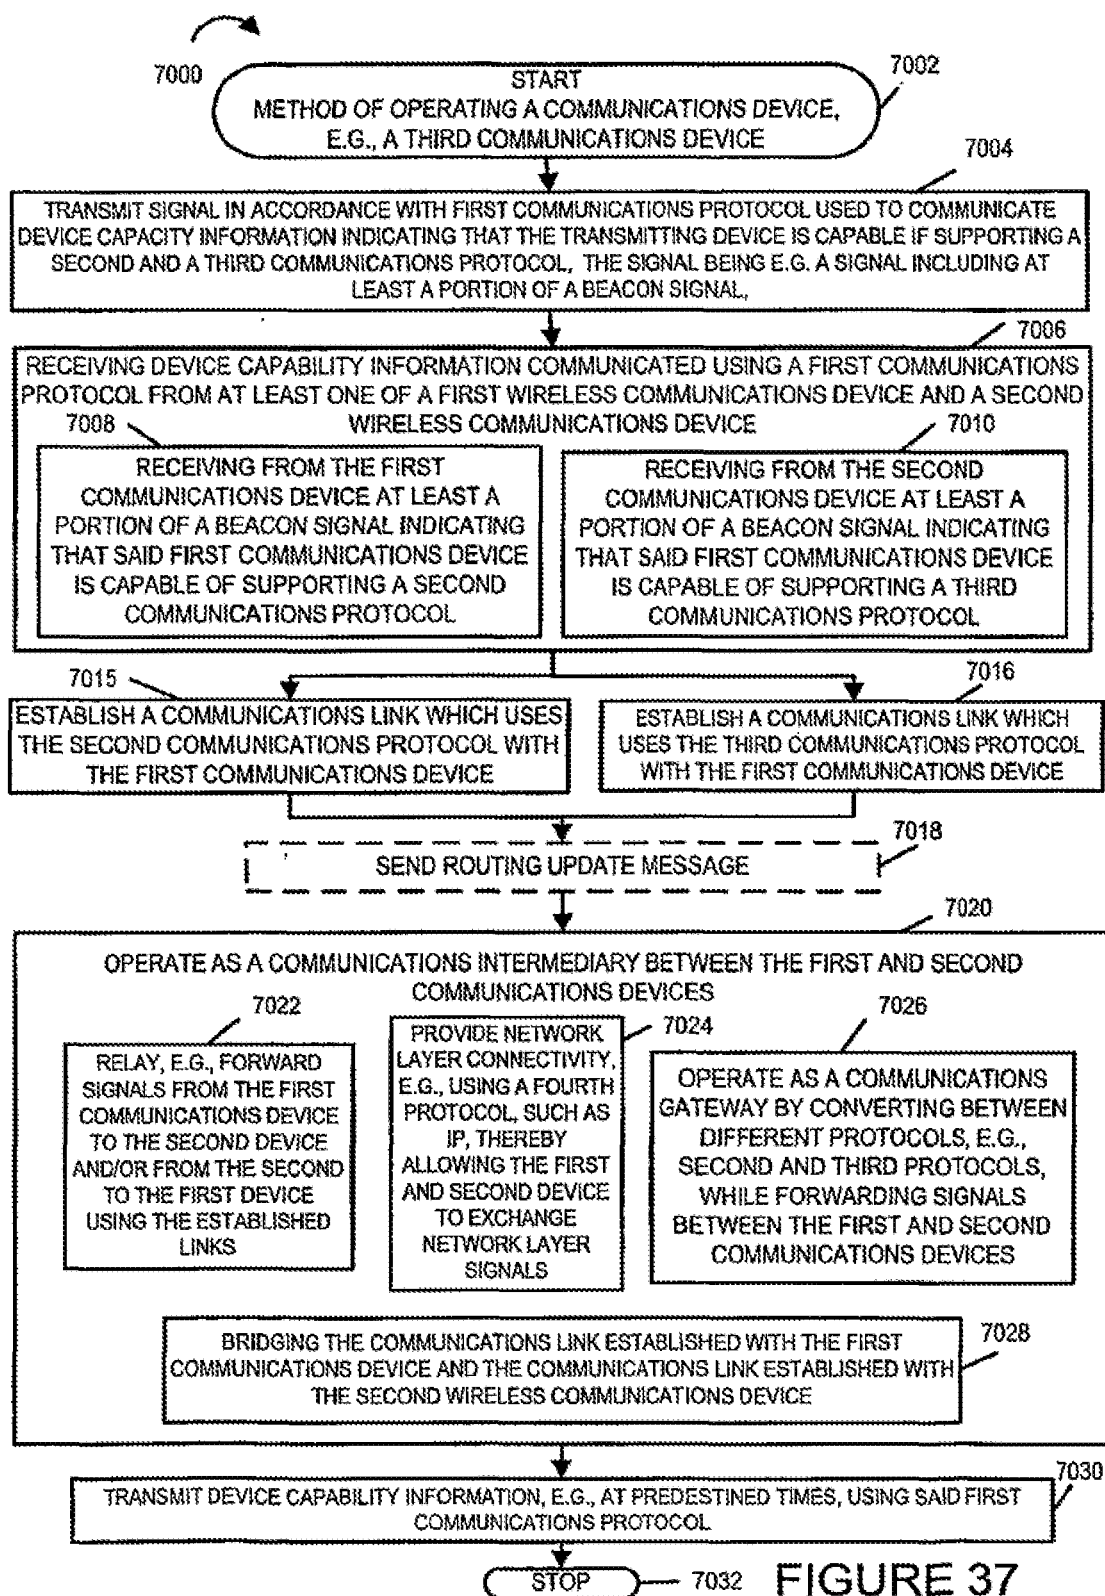 7000
START
7002
METHOD OF OPERATING A COMMUNICATIONS DEVICE,
E.G., A THIRD COMMUNICATIONS DEVICE
7004
TRANSMIT SIGNAL IN ACCORDANCE WITH FIRST COMMUNICATIONS PROTOCOL USED TO COMMUNICATE
DEVICE CAPACITY INFORMATION INDICATING THAT THE TRANSMITTING DEVICE IS CAPABLE IF SUPPORTING A
SECOND AND A THIRD COMMUNICATIONS PROTOCOL, THE SIGNAL BEING E.G. A SIGNAL INCLUDING AT
LEAST A PORTION OF A BEACON SIGNAL,
7006
RECEIVING DEVICE CAPABILITY INFORMATION COMMUNICATED USING A FIRST COMMUNICATIONS
PROTOCOL FROM AT LEAST ONE OF A FIRST WIRELESS COMMUNICATIONS DEVICE AND A SECOND
WIRELESS COMMUNICATIONS DEVICE
7008
RECEIVING FROM THE FIRST
COMMUNICATIONS DEVICE AT LEAST A
PORTION OF A BEACON SIGNAL INDICATING
THAT SAID FIRST COMMUNICATIONS DEVICE
IS CAPABLE OF SUPPORTING A SECOND
COMMUNICATIONS PROTOCOL
7010
RECEIVING FROM THE SECOND
COMMUNICATIONS DEVICE AT LEAST A
PORTION OF A BEACON SIGNAL INDICATING
THAT SAID FIRST COMMUNICATIONS DEVICE
IS CAPABLE OF SUPPORTING A THIRD
COMMUNICATIONS PROTOCOL
7015
ESTABLISH A COMMUNICATIONS LINK WHICH USES
THE SECOND COMMUNICATIONS PROTOCOL WITH
THE FIRST COMMUNICATIONS DEVICE
7016
ESTABLISH A COMMUNICATIONS LINK WHICH
USES THE THIRD COMMUNICATIONS PROTOCOL
WITH THE FIRST COMMUNICATIONS DEVICE
7018
SEND ROUTING UPDATE MESSAGE
7020
OPERATE AS A COMMUNICATIONS INTERMEDIARY BETWEEN THE FIRST AND SECOND
COMMUNICATIONS DEVICES
7022
RELAY, E.G., FORWARD
SIGNALS FROM THE FIRST
COMMUNICATIONS DEVICE
TO THE SECOND DEVICE
AND/OR FROM THE SECOND
TO THE FIRST DEVICE
USING THE ESTABLISHED
LINKS
7024
PROVIDE NETWORK
LAYER CONNECTIVITY,
E.G., USING A FOURTH
PROTOCOL, SUCH AS
IP, THEREBY
ALLOWING THE FIRST
AND SECOND DEVICE
TO EXCHANGE
NETWORK LAYER
SIGNALS
7026
OPERATE AS A COMMUNICATIONS
GATEWAY BY CONVERTING BETWEEN
DIFFERENT PROTOCOLS, E.G.,
SECOND AND THIRD PROTOCOLS,
WHILE FORWARDING SIGNALS
BETWEEN THE FIRST AND SECOND
COMMUNICATIONS DEVICES
7028
BRIDGING THE COMMUNICATIONS LINK ESTABLISHED WITH THE FIRST
COMMUNICATIONS DEVICE AND THE COMMUNICATIONS LINK ESTABLISHED WITH
THE SECOND WIRELESS COMMUNICATIONS DEVICE
7030
TRANSMIT DEVICE CAPABILITY INFORMATION, E.G., AT PREDESTINED TIMES, USING SAID FIRST
COMMUNICATIONS PROTOCOL
STOP
7032
FIGURE 37